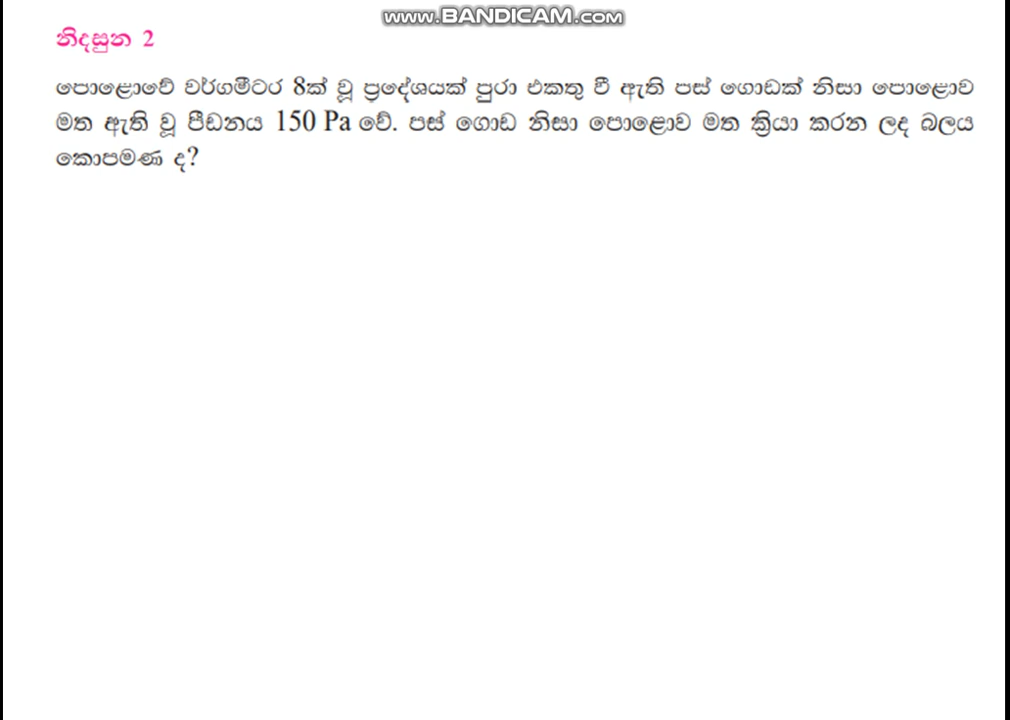 www.BANDICAM.com
නිදසුන 2
පොළොවේ වර්ගමීටර 8ක් වූ ප්‍රදේශයක් පුරා එකතු වී ඇති පස් ගොඩක් නිසා පොළොව
මත ඇති වූ පීඩනය 150 Pa වේ. පස් ගොඩ නිසා පොළොව මත ක්‍රියා කරන ලද බලය
කොපමණ ද?